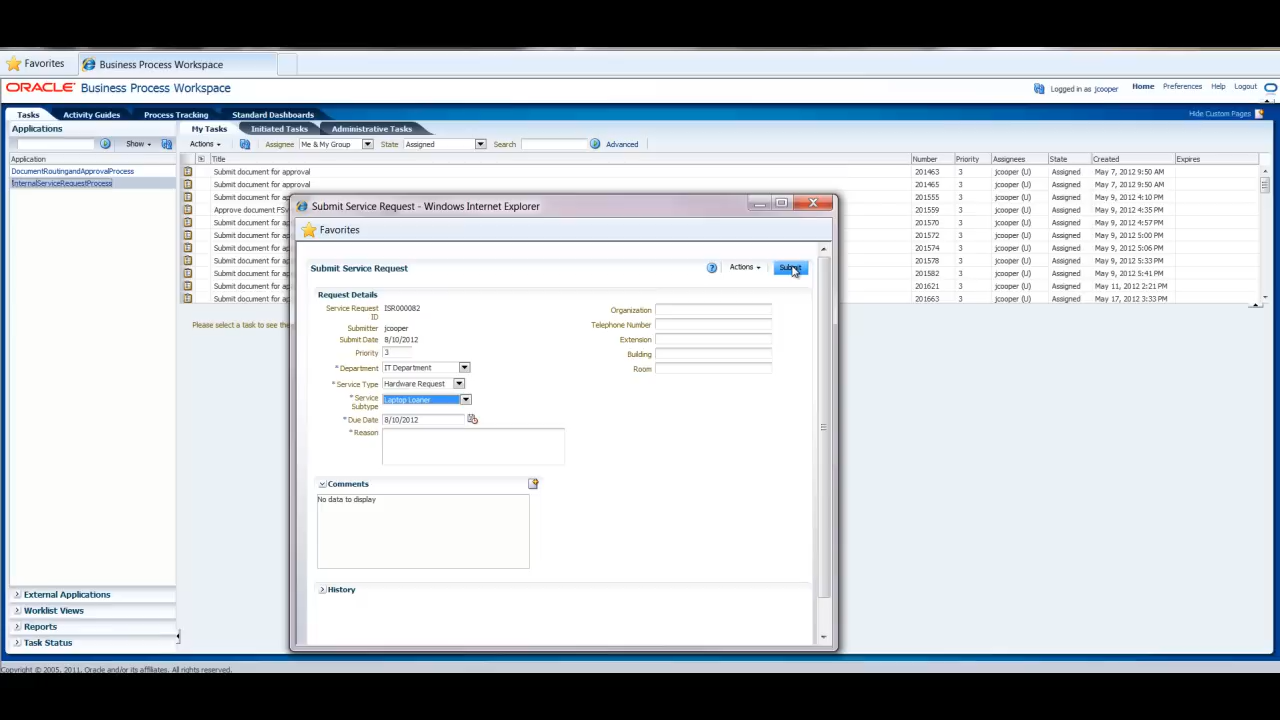 Favorites
Business Process Workspace
ORACLE Business Process Workspace
Logged in as jcooper Home Preferences Help Logout
Tasks Activity Guides Process Tracking Standard Dashboards
Hide Custom Pages
Applications
My Tasks Initiated Tasks Administrative Tasks
Show
Actions Assignee Me & My Group State Assigned Search Advanced
Application
Title Number Priority Assignees State Created Expires
DocumentRoutingandApprovalProcess
InternalServiceRequestProcess
Submit document for approval 201463 3 jcooper (U) Assigned May 7, 2012 9:50 AM
Submit document for approval 201465 3 jcooper (U) Assigned May 7, 2012 9:50 AM
Submit document for ap 201555 3 jcooper (U) Assigned May 9, 2012 4:10 PM
Approve document FSv 201559 3 jcooper (U) Assigned May 9, 2012 4:35 PM
Submit document for ap 201570 3 jcooper (U) Assigned May 9, 2012 4:57 PM
Submit document for ap 201572 3 jcooper (U) Assigned May 9, 2012 5:00 PM
Submit document for ap 201574 3 jcooper (U) Assigned May 9, 2012 5:06 PM
Submit document for ap 201578 3 jcooper (U) Assigned May 9, 2012 5:33 PM
Submit document for ap 201582 3 jcooper (U) Assigned May 9, 2012 5:41 PM
Submit document for ap 201621 3 jcooper (U) Assigned May 11, 2012 2:21 PM
Submit document for ap 201663 3 jcooper (U) Assigned May 17, 2012 3:33 PM
Please select a task to see the
Submit Service Request - Windows Internet Explorer
Favorites
Submit Service Request
Actions Submit
Request Details
Service Request ID ISR000082
Submitter jcooper
Submit Date 8/10/2012
Priority 3
* Department IT Department
* Service Type Hardware Request
* Service Subtype Laptop Loaner
* Due Date 8/10/2012
* Reason
Organization
Telephone Number
Extension
Building
Room
Comments
No data to display
History
External Applications
Worklist Views
Reports
Task Status
Copyright © 2005, 2011, Oracle and/or its affiliates. All rights reserved.